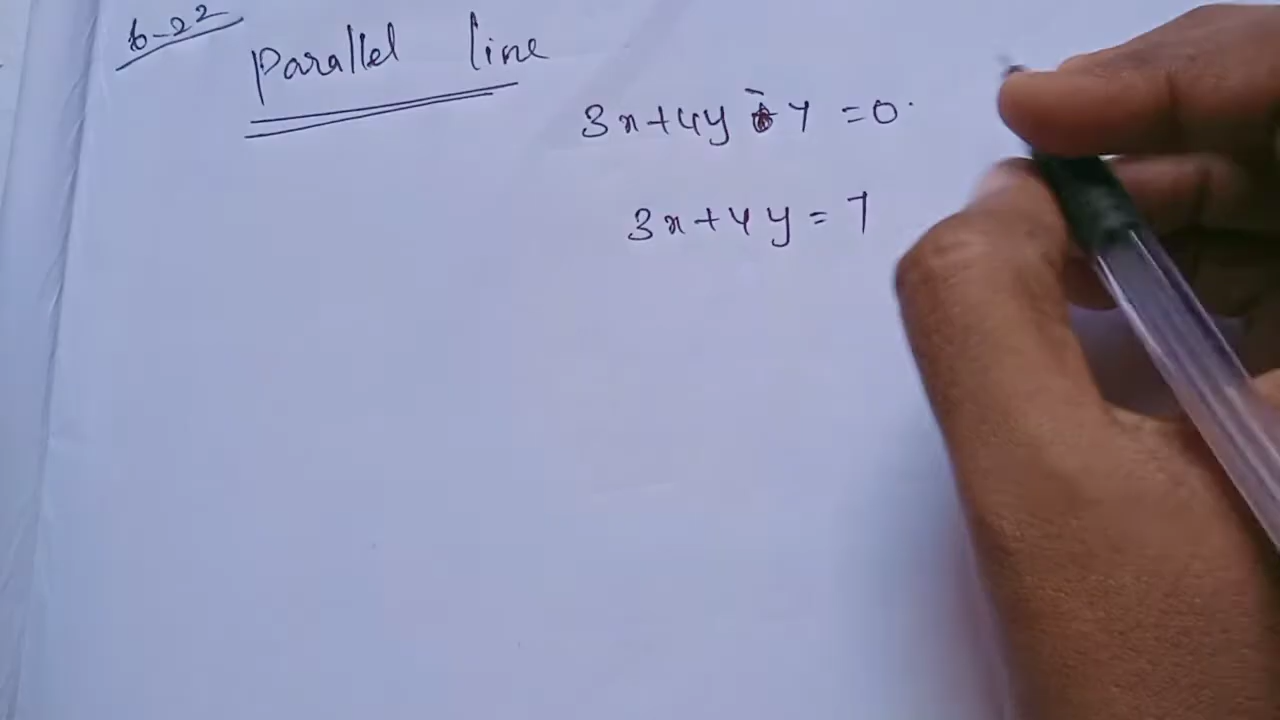 6-22
Parallel line
3x+4y - 7 =0.
3x+4y = 7